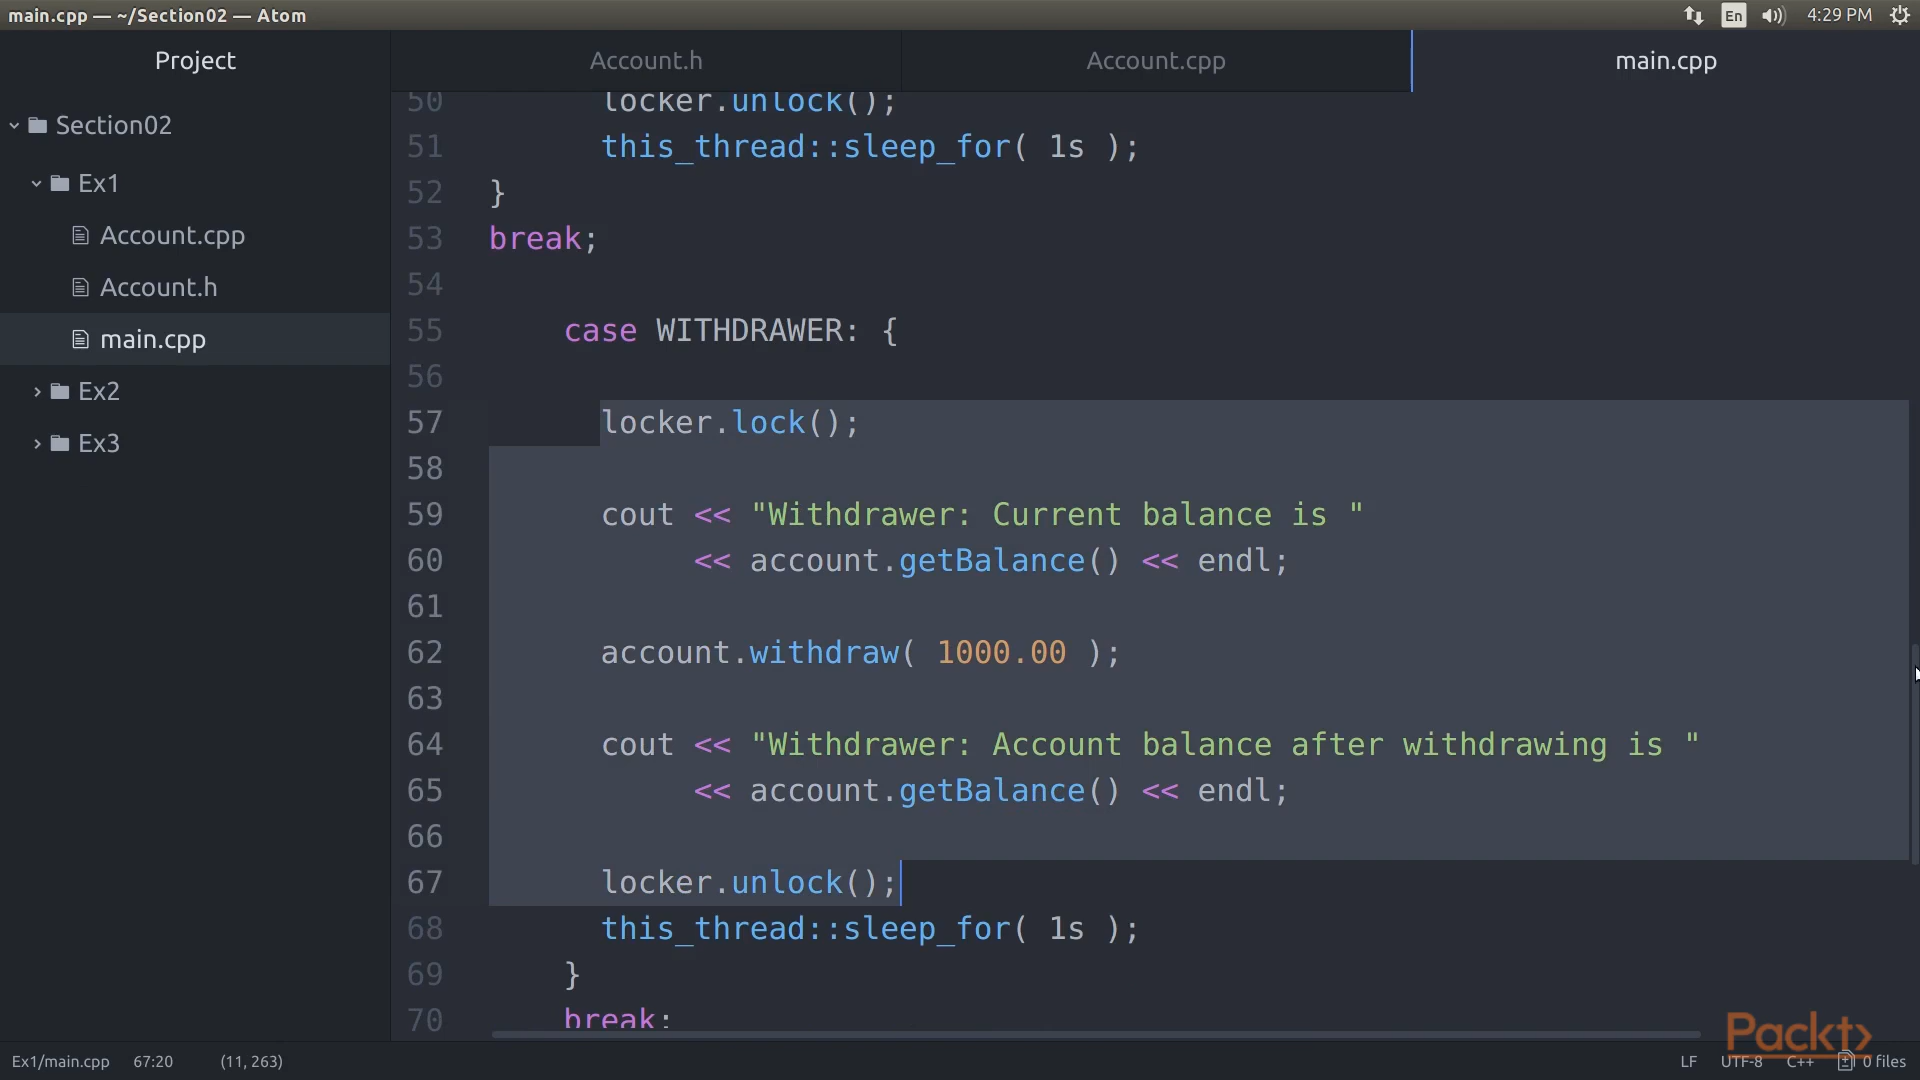 main.cpp — ~/Section02 — Atom
En
4:29 PM
Project
Account.h
Account.cpp
main.cpp
Section02
Ex1
Account.cpp
Account.h
main.cpp
Ex2
Ex3
50 locker.unlock();
51 this_thread::sleep_for( 1s );
52 }
53 break;
54
55 case WITHDRAWER: {
56
57 locker.lock();
58
59 cout << "Withdrawer: Current balance is "
60 << account.getBalance() << endl;
61
62 account.withdraw( 1000.00 );
63
64 cout << "Withdrawer: Account balance after withdrawing is "
65 << account.getBalance() << endl;
66
67 locker.unlock();
68 this_thread::sleep_for( 1s );
69 }
70 break;
Packt>
Ex1/main.cpp 67:20 (11, 263)
LF UTF-8 C++ 0 files